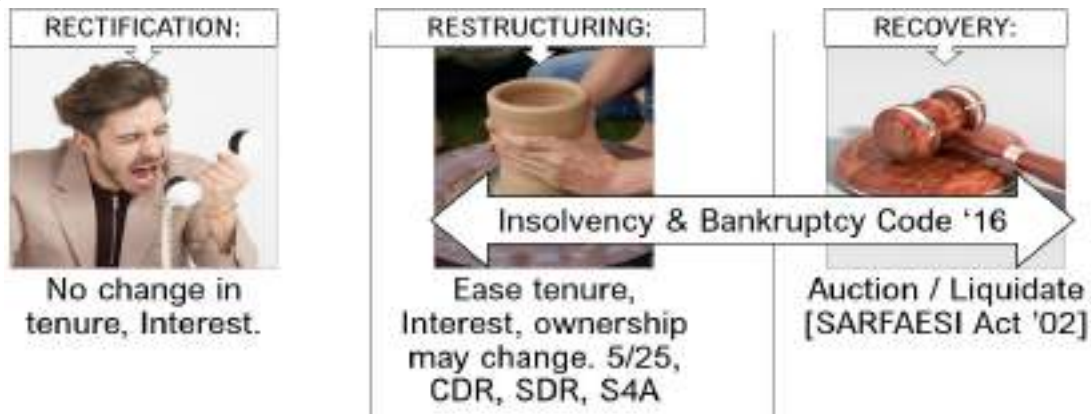 RECTIFICATION:
No change in
tenure, Interest.
RESTRUCTURING:
Ease tenure,
Interest, ownership
may change. 5/25,
CDR, SDR, S4A
RECOVERY:
Insolvency & Bankruptcy Code ‘16
Auction / Liquidate
[SARFAESI Act ’02]